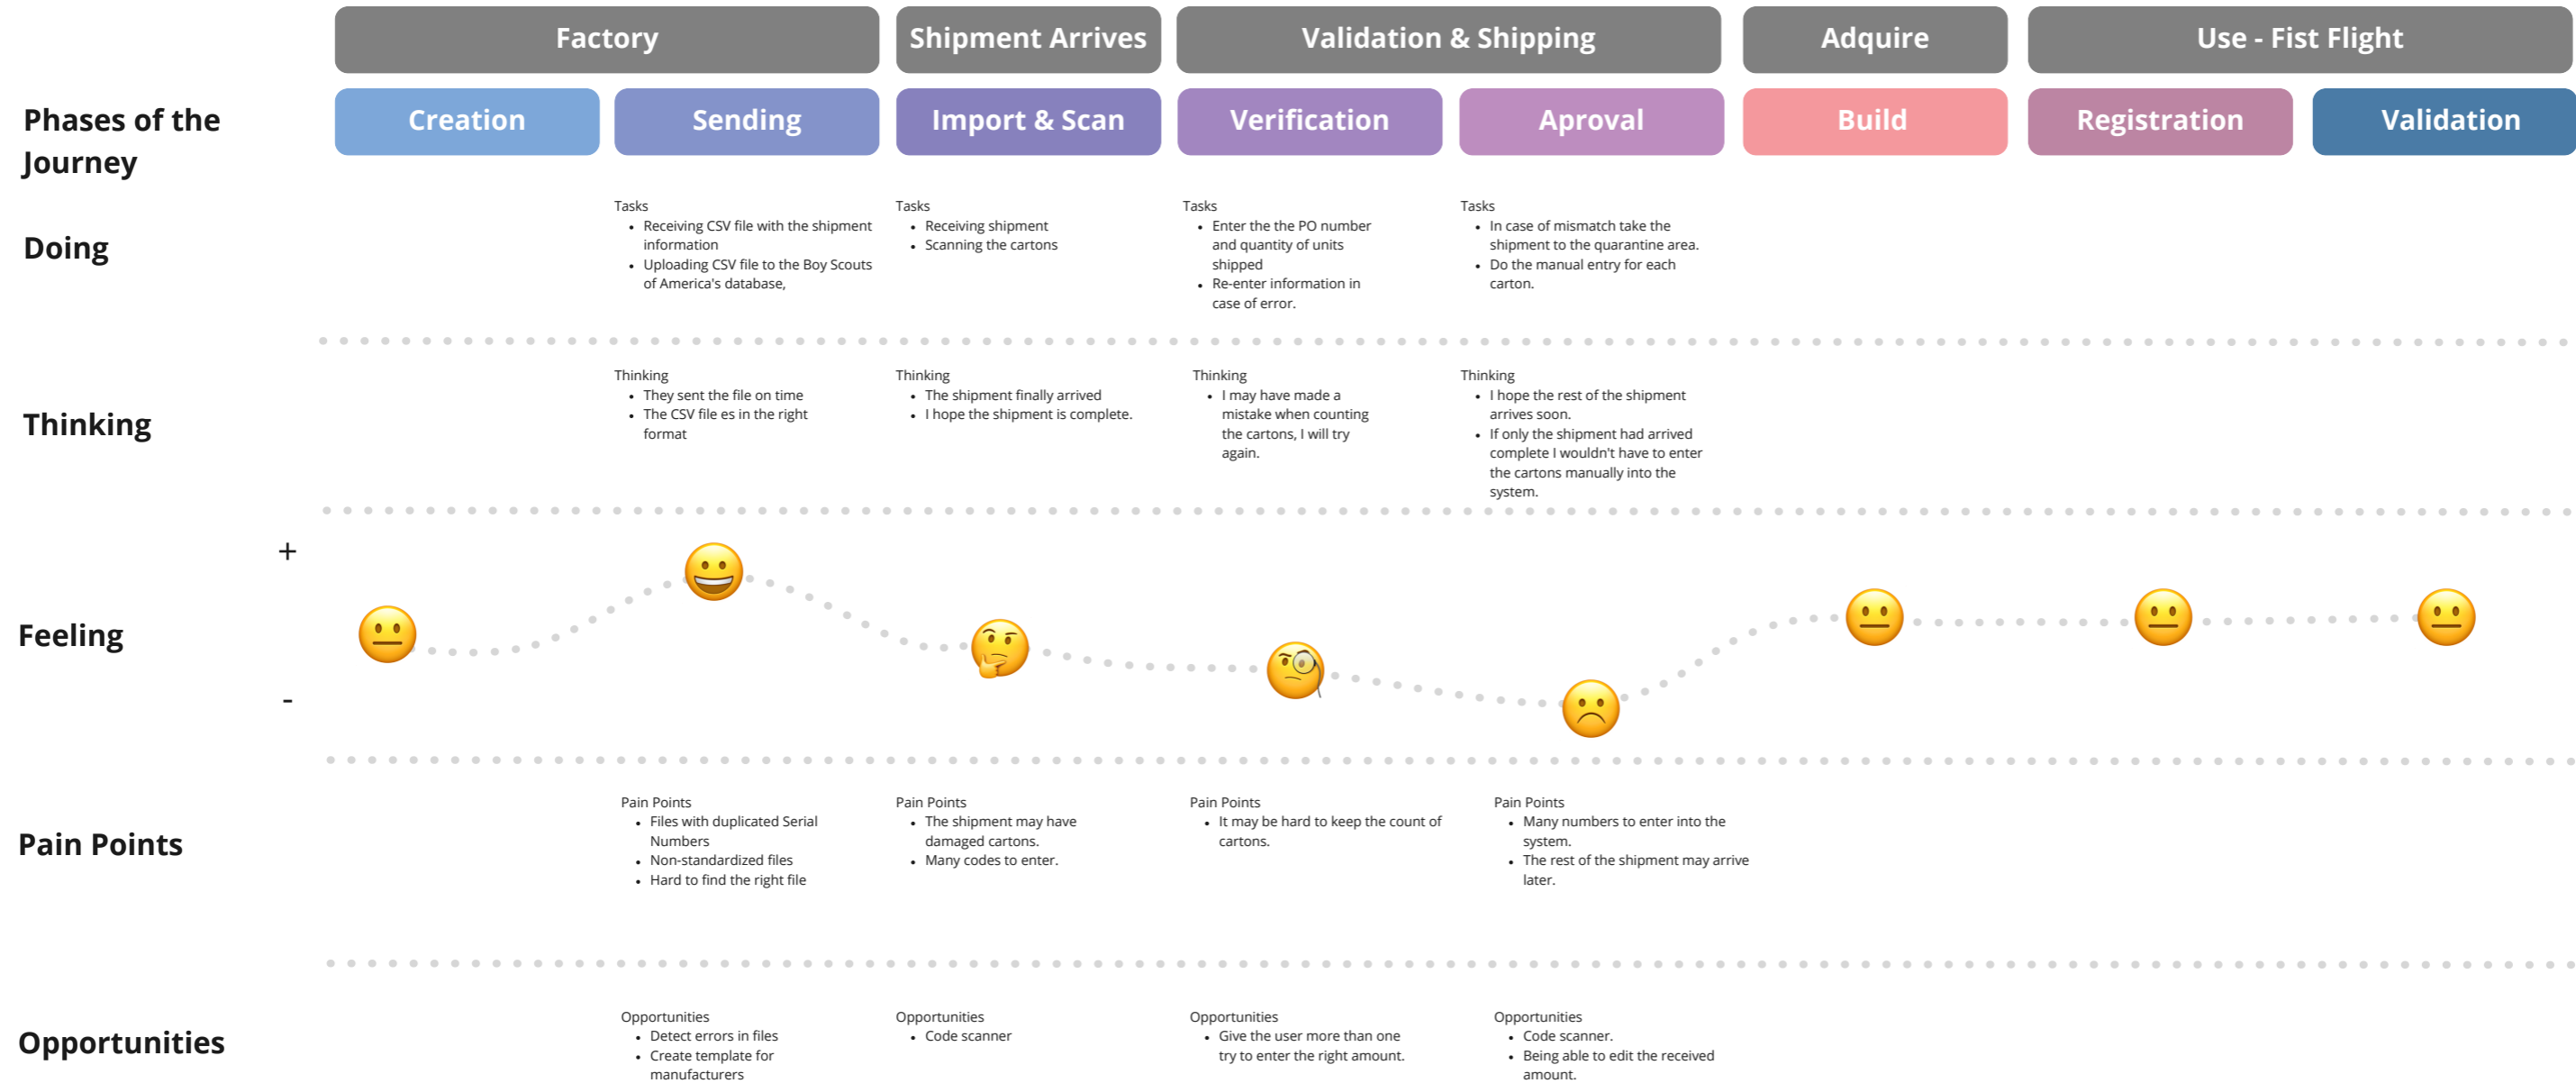 Factory
Shipment Arrives
Validation & Shipping
Adquire
Use - Fist Flight
Phases of the
Journey
Creation
Sending
Import & Scan
Verification
Aproval
Build
Registration
Validation
Doing
Tasks
• Receiving CSV file with the shipment
information
• Uploading CSV file to the Boy Scouts
of America's database,
Tasks
• Receiving shipment
• Scanning the cartons
Tasks
• Enter the the PO number
and quantity of units
shipped
• Re-enter information in
case of error.
Tasks
• In case of mismatch take the
shipment to the quarantine area.
• Do the manual entry for each
carton.
Thinking
Thinking
• They sent the file on time
• The CSV file es in the right
format
Thinking
• The shipment finally arrived
• I hope the shipment is complete.
Thinking
• I may have made a
mistake when counting
the cartons, I will try
again.
Thinking
• I hope the rest of the shipment
arrives soon.
• If only the shipment had arrived
complete I wouldn't have to enter
the cartons manually into the
system.
+
Feeling
-
Pain Points
Pain Points
• Files with duplicated Serial
Numbers
• Non-standardized files
• Hard to find the right file
Pain Points
• The shipment may have
damaged cartons.
• Many codes to enter.
Pain Points
• It may be hard to keep the count of
cartons.
Pain Points
• Many numbers to enter into the
system.
• The rest of the shipment may arrive
later.
Opportunities
Opportunities
• Detect errors in files
• Create template for
manufacturers
Opportunities
• Code scanner
Opportunities
• Give the user more than one
try to enter the right amount.
Opportunities
• Code scanner.
• Being able to edit the received
amount.